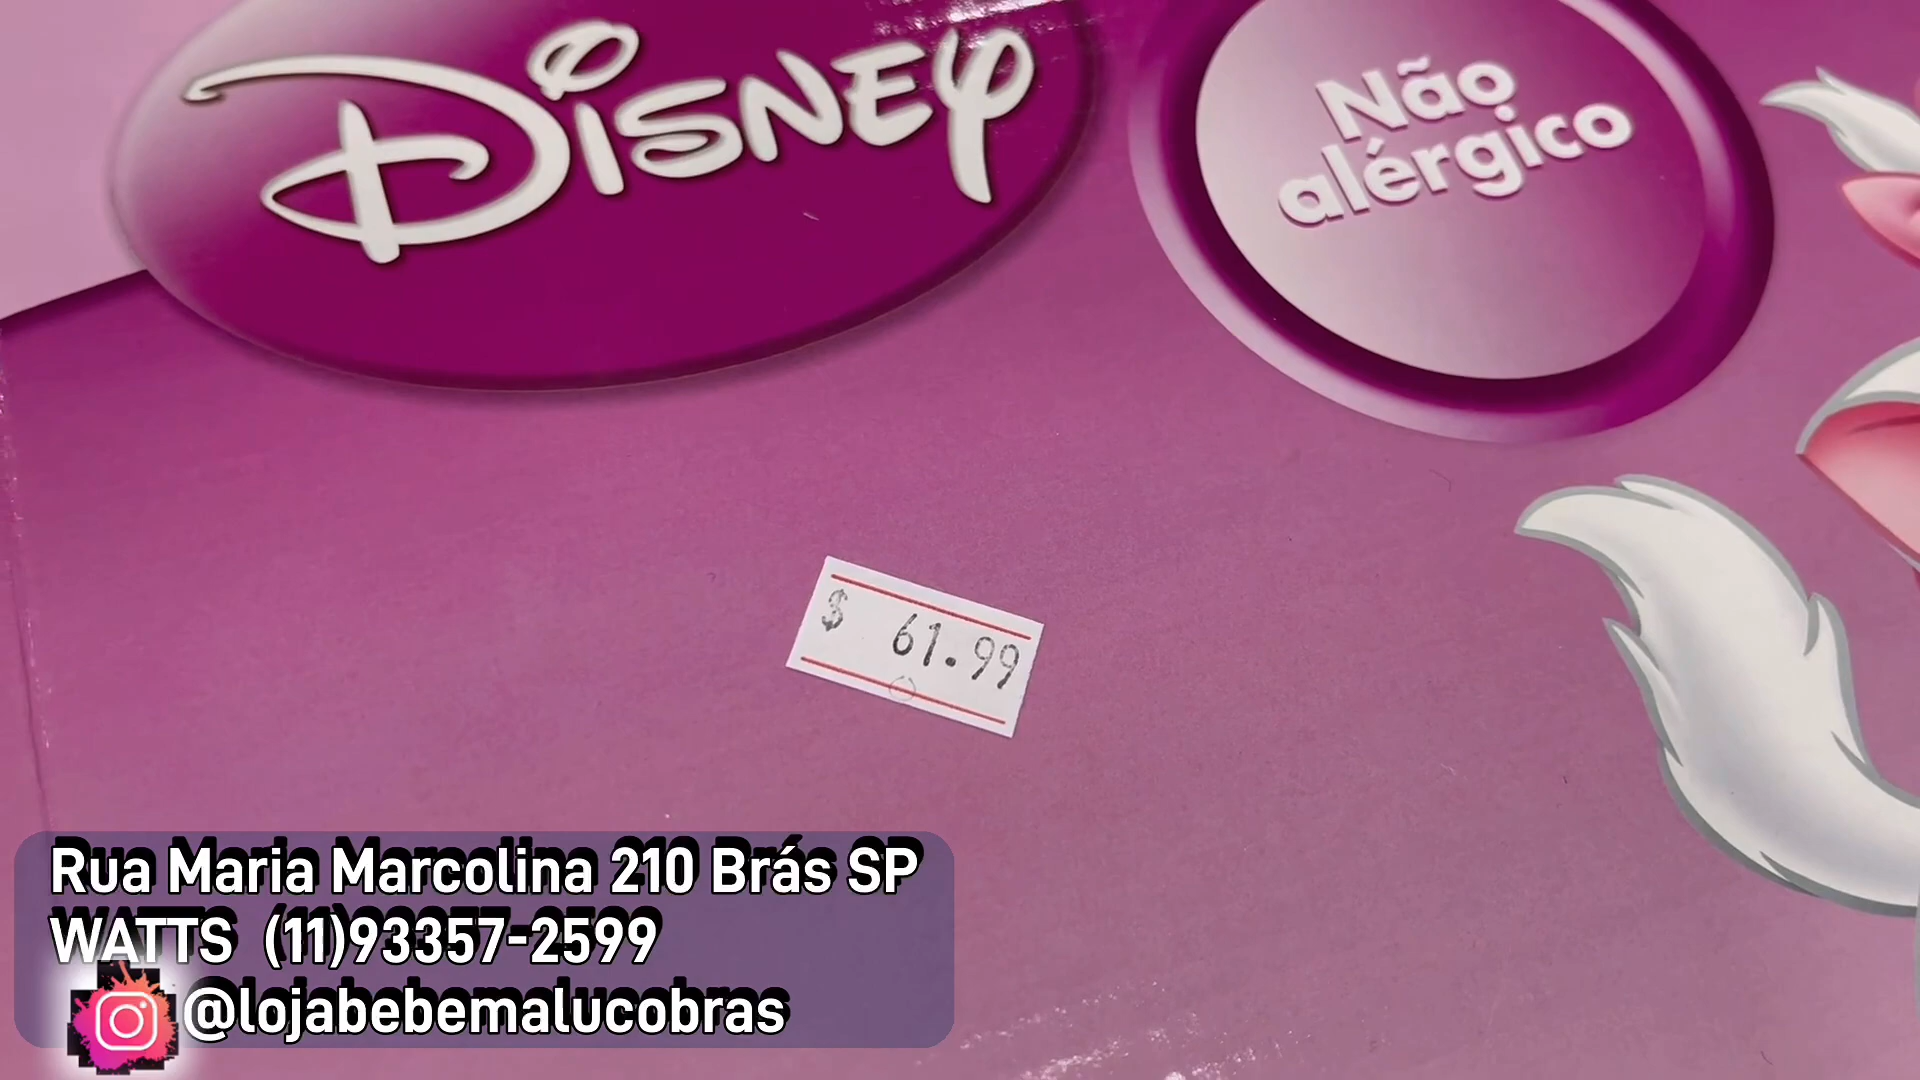 Disney
Não
alérgico
$ 61.99
Rua Maria Marcolina 210 Brás SP
WATTS (11)93357-2599
@lojabebemalucobras